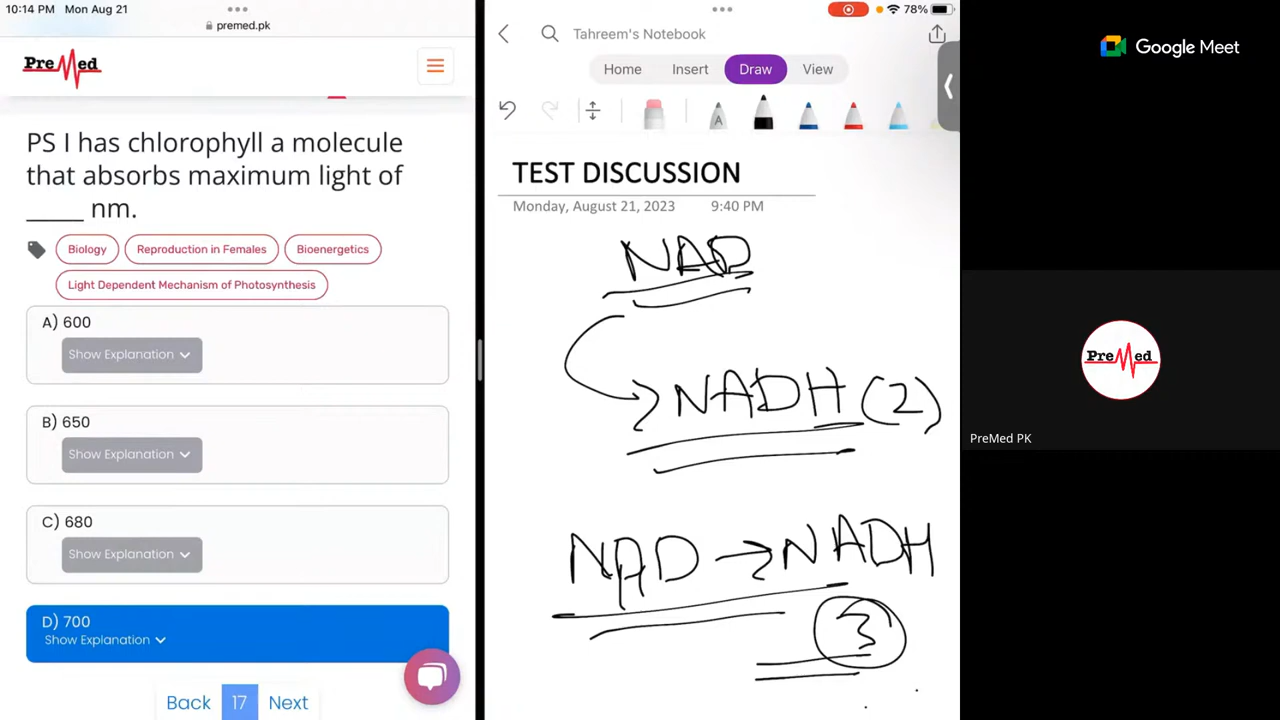 10:14 PM Mon Aug 21
premed.pk
PreMed
PS I has chlorophyll a molecule
that absorbs maximum light of
_____ nm.
Biology
Reproduction in Females
Bioenergetics
Light Dependent Mechanism of Photosynthesis
A) 600
Show Explanation
B) 650
Show Explanation
C) 680
Show Explanation
D) 700
Show Explanation
Back 17 Next
78%
Tahreem's Notebook
Home Insert Draw View
A
TEST DISCUSSION
Monday, August 21, 2023 9:40 PM
NAD
NADH (2)
NAD → NADH
3
Google Meet
PreMed
PreMed PK